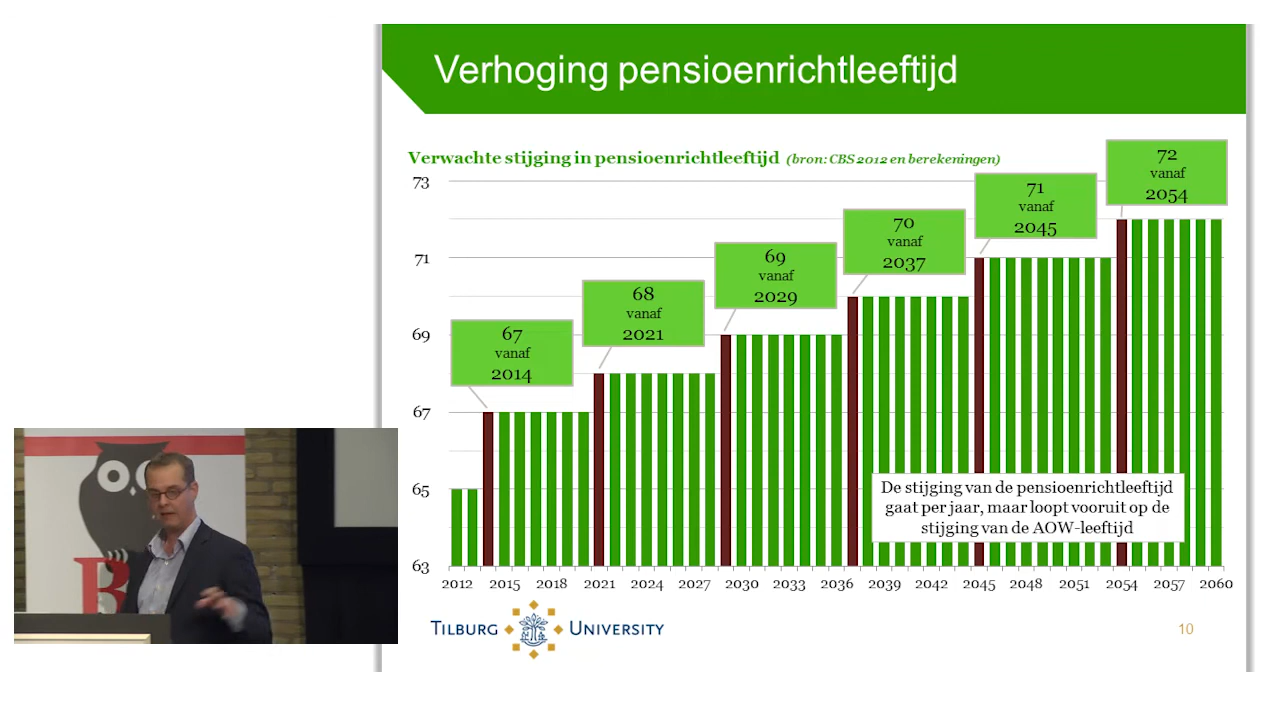 Verhoging pensioenrichtleeftijd
Verwachte stijging in pensioenrichtleeftijd (bron: CBS 2012 en berekeningen)
73
71
69
67
65
63
67
vanaf
2014
68
vanaf
2021
69
vanaf
2029
70
vanaf
2037
71
vanaf
2045
72
vanaf
2054
De stijging van de pensioenrichtleeftijd
gaat per jaar, maar loopt vooruit op de
stijging van de AOW-leeftijd
2012 2015 2018 2021 2024 2027 2030 2033 2036 2039 2042 2045 2048 2051 2054 2057 2060
TILBURG UNIVERSITY
10
B